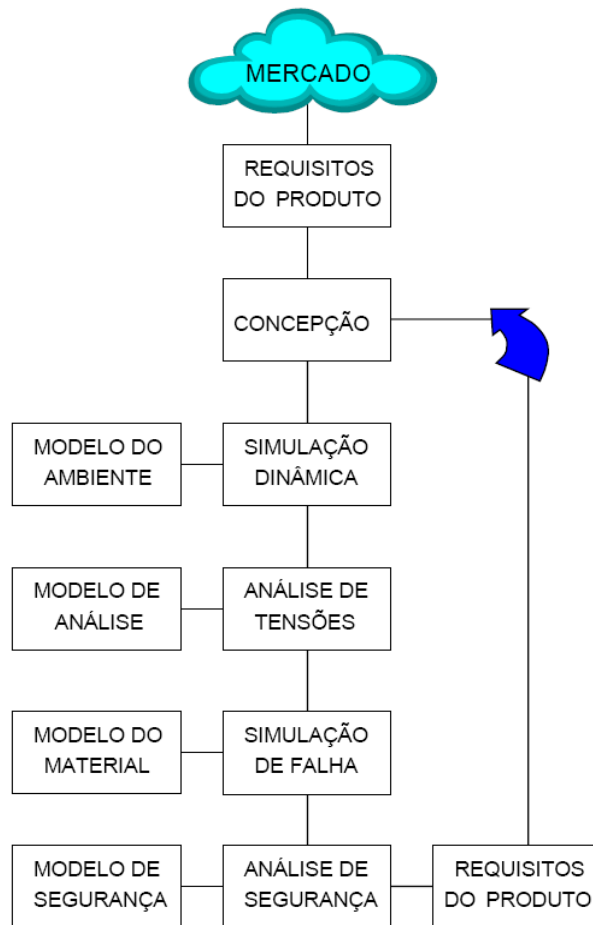 MERCADO
REQUISITOS
DO PRODUTO
CONCEPÇÃO
MODELO DO
AMBIENTE
SIMULAÇÃO
DINÂMICA
MODELO DE
ANÁLISE
ANÁLISE DE
TENSÕES
MODELO DO
MATERIAL
SIMULAÇÃO
DE FALHA
MODELO DE
SEGURANÇA
ANÁLISE DE
SEGURANÇA
REQUISITOS
DO PRODUTO